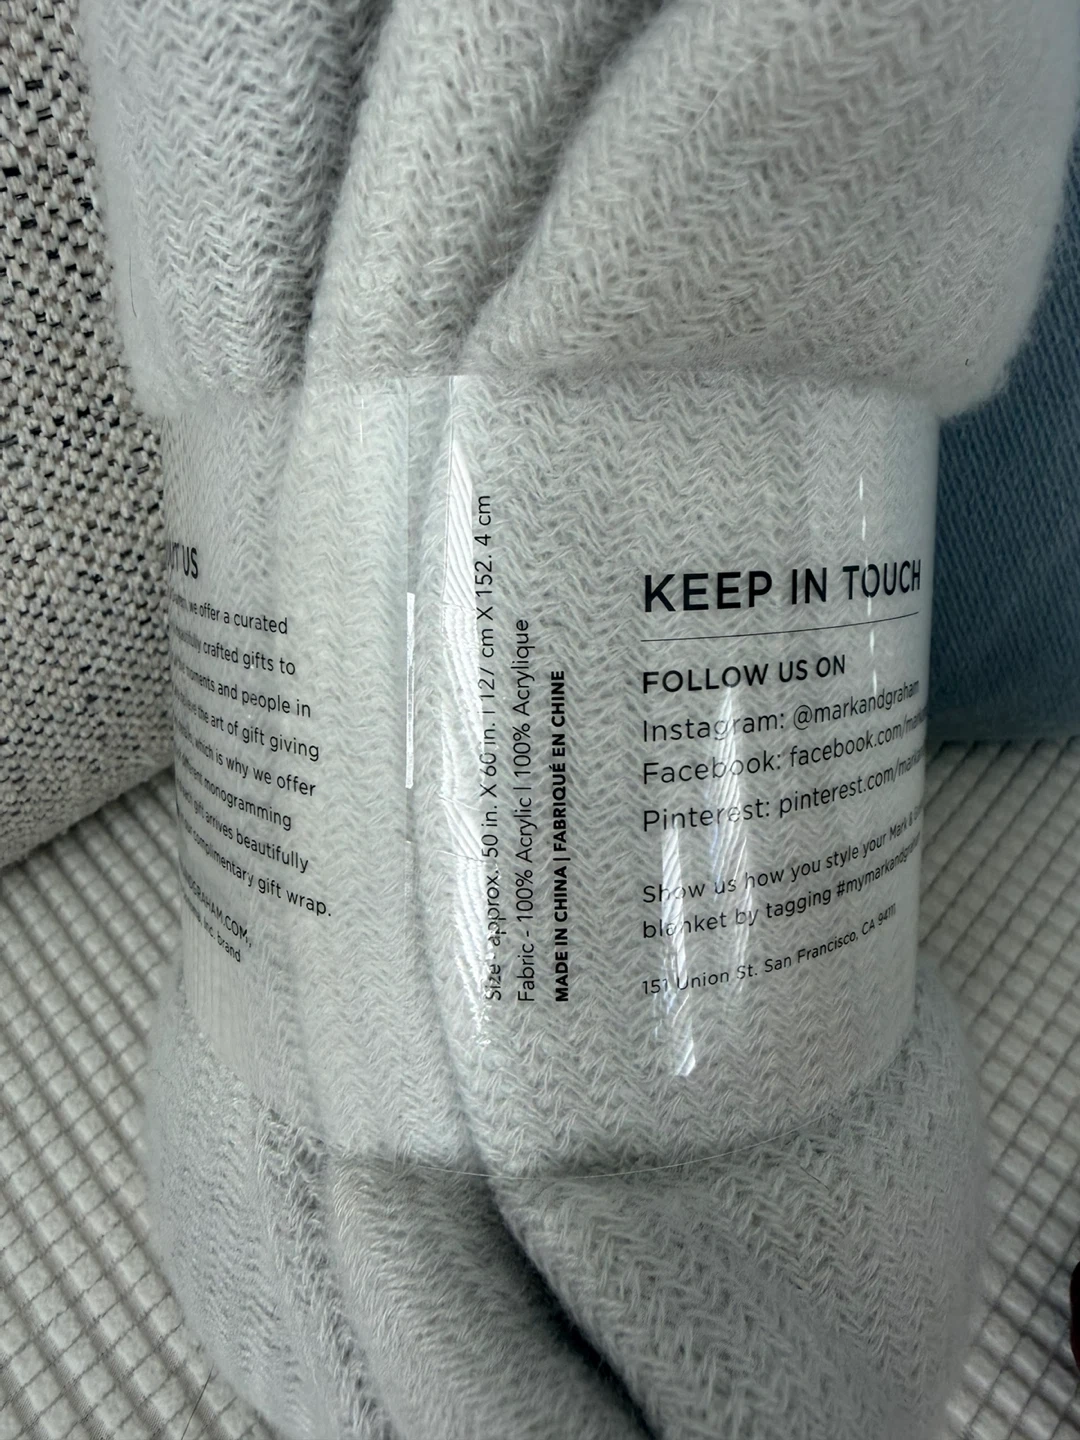 US
we offer a curated
crafted gifts to
moments and people in
the art of gift giving
which is why we offer
monogramming
gift arrives beautifully
complimentary gift wrap.
Inc. brand
Size - approx. 50 in. X 60 in. | 127 cm X 152. 4 cm
Fabric - 100% Acrylic | 100% Acrylique
MADE IN CHINA | FABRIQUÉ EN CHINE
KEEP IN TOUCH
FOLLOW US ON
Instagram: @markandgraham
Facebook: facebook.com/
Pinterest: pinterest.com/
Show us how you style your Mark &
blanket by tagging
151 Union St. San Francisco, CA 94111